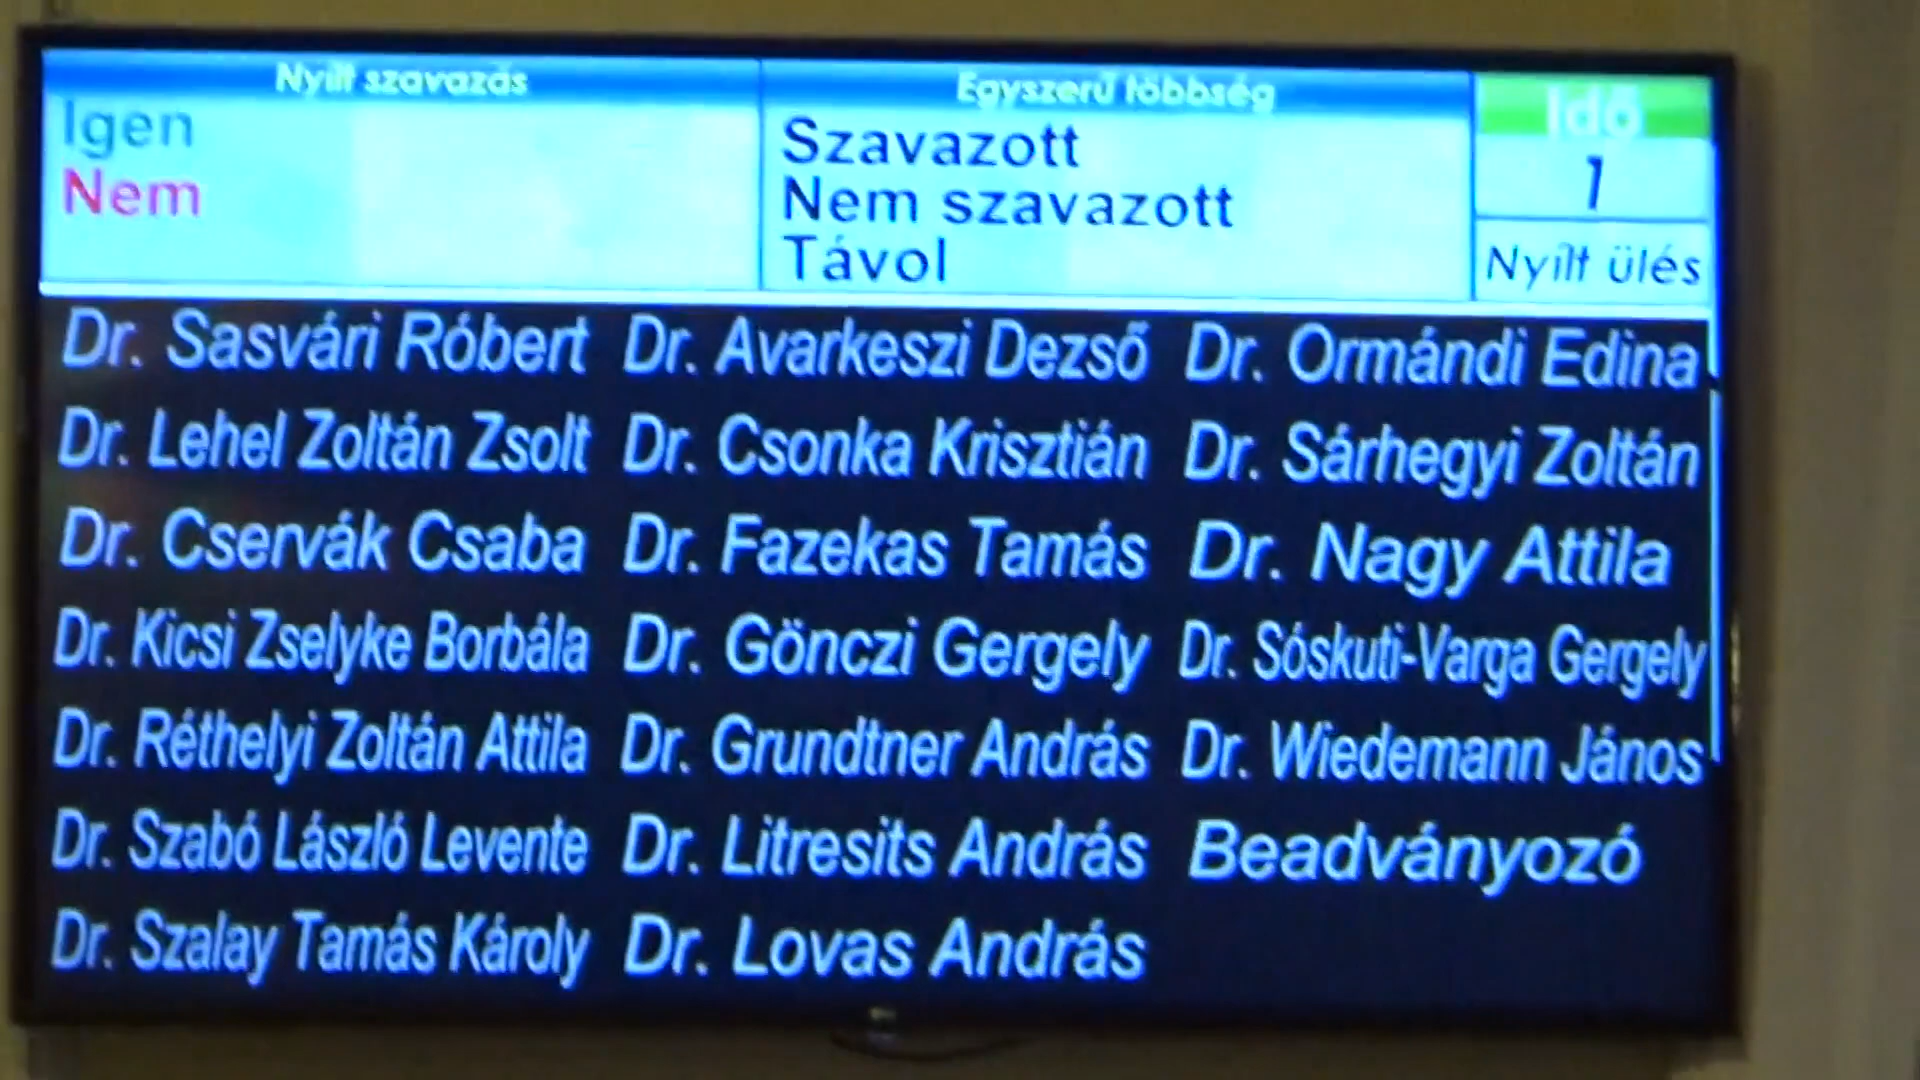 Nyílt szavazás
Igen
Nem
Egyszerű többség
Szavazott
Nem szavazott
Távol
Idő
1
Nyílt ülés
Dr. Sasvári Róbert Dr. Avarkeszi Dezső Dr. Ormándi Edina
Dr. Lehel Zoltán Zsolt Dr. Csonka Krisztián Dr. Sárhegyi Zoltán
Dr. Cservák Csaba Dr. Fazekas Tamás Dr. Nagy Attila
Dr. Kicsi Zselyke Borbála Dr. Gönczi Gergely Dr. Sóskuti-Varga Gergely
Dr. Réthelyi Zoltán Attila Dr. Grundtner András Dr. Wiedemann János
Dr. Szabó László Levente Dr. Litresits András Beadványozó
Dr. Szalay Tamás Károly Dr. Lovas András